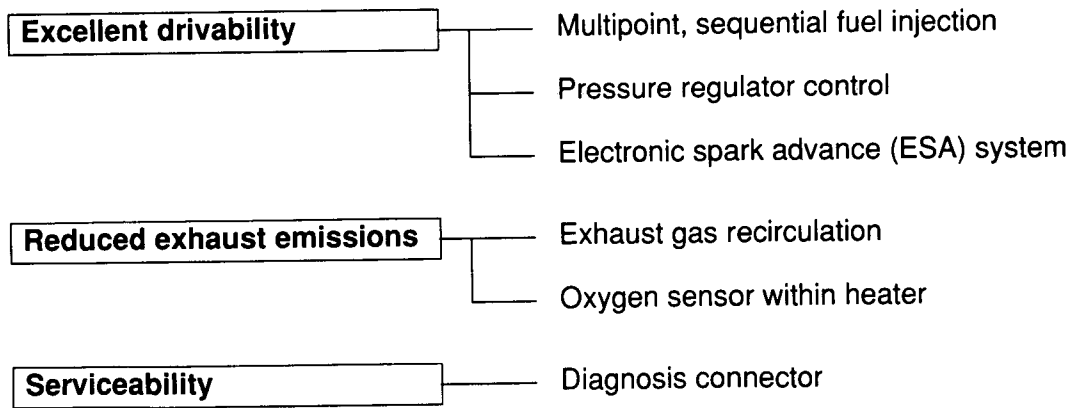 Excellent drivability
Multipoint, sequential fuel injection
Pressure regulator control
Electronic spark advance (ESA) system
Reduced exhaust emissions
Exhaust gas recirculation
Oxygen sensor within heater
Serviceability
Diagnosis connector